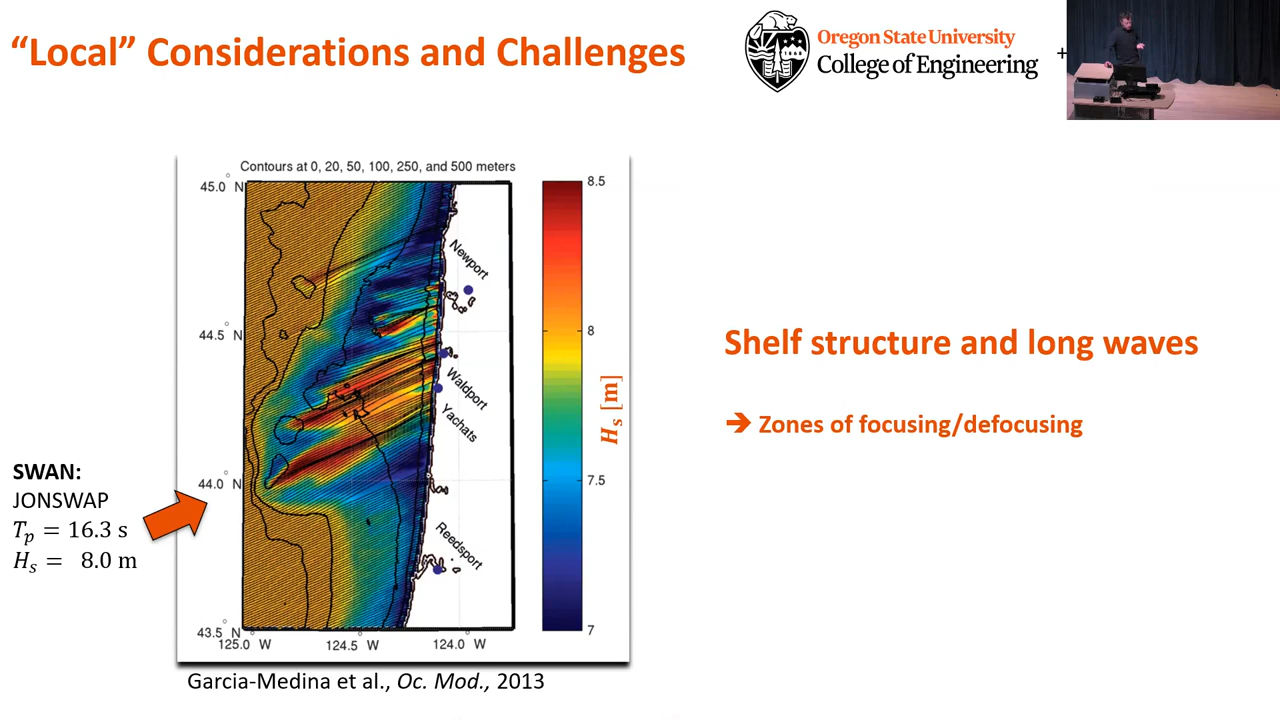 “Local” Considerations and Challenges
Oregon State University
College of Engineering
+
Contours at 0, 20, 50, 100, 250, and 500 meters
45.0 ° N
44.5 ° N
44.0 ° N
43.5 ° N
125.0 ° W
124.5 ° W
124.0 ° W
Newport
Waldport
Yachats
Reedsport
8.5
8
7.5
7
Hs [m]
SWAN:
JONSWAP
Tp = 16.3 s
Hs = 8.0 m
Shelf structure and long waves
➔ Zones of focusing/defocusing
Garcia-Medina et al., Oc. Mod., 2013